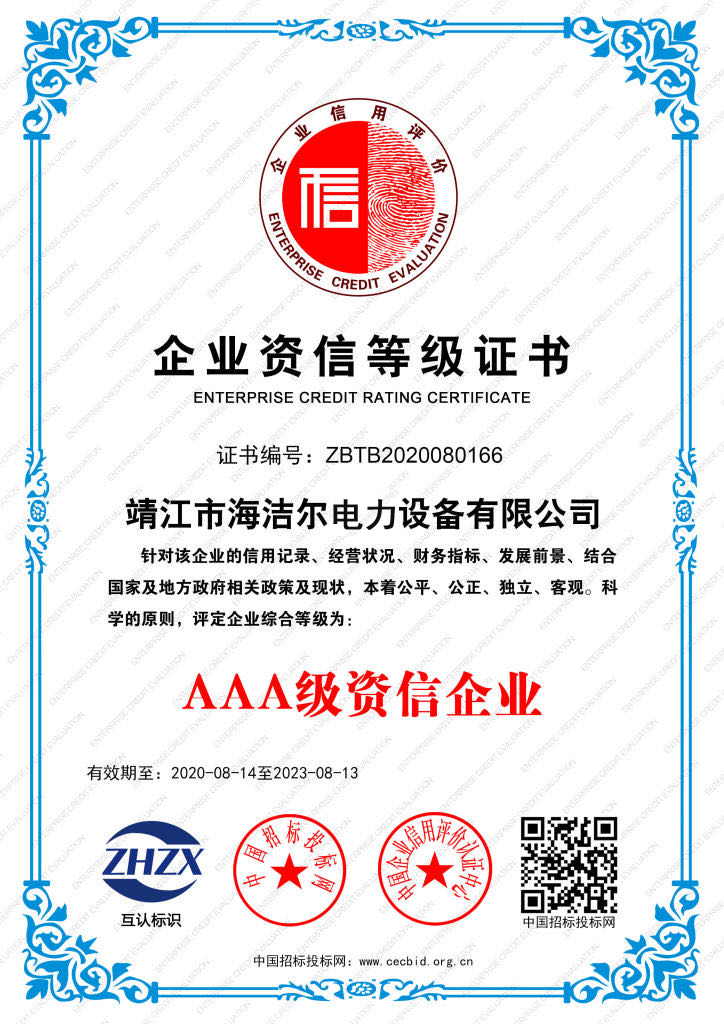 企业信用评价
信
ENTERPRISE CREDIT EVALUATION
企业资信等级证书
ENTERPRISE CREDIT RATING CERTIFICATE
证书编号：ZBTB2020080166
靖江市海洁尔电力设备有限公司
针对该企业的信用记录、经营状况、财务指标、发展前景、结合
国家及地方政府相关政策及现状，本着公平、公正、独立、客观。科
学的原则，评定企业综合等级为：
AAA级资信企业
有效期至：2020-08-14至2023-08-13
ZHZX
互认标识
中国招标投标网
中国企业信用评价认证中心
中国招标投标网
中国招标投标网：www.cecbid.org.cn